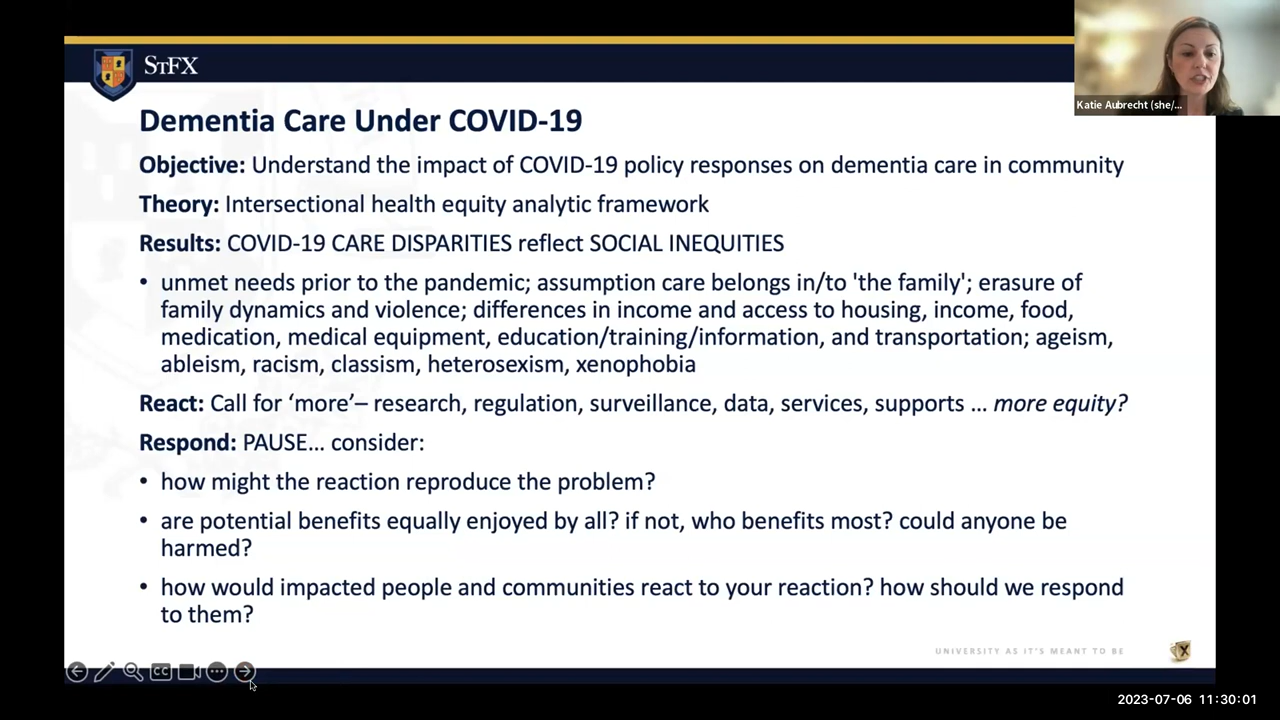 STFX
Katie Aubrecht (she/...
Dementia Care Under COVID-19
Objective: Understand the impact of COVID-19 policy responses on dementia care in community
Theory: Intersectional health equity analytic framework
Results: COVID-19 CARE DISPARITIES reflect SOCIAL INEQUITIES
• unmet needs prior to the pandemic; assumption care belongs in/to 'the family'; erasure of
family dynamics and violence; differences in income and access to housing, income, food,
medication, medical equipment, education/training/information, and transportation; ageism,
ableism, racism, classism, heterosexism, xenophobia
React: Call for ‘more’– research, regulation, surveillance, data, services, supports … more equity?
Respond: PAUSE… consider:
• how might the reaction reproduce the problem?
• are potential benefits equally enjoyed by all? if not, who benefits most? could anyone be
harmed?
• how would impacted people and communities react to your reaction? how should we respond
to them?
UNIVERSITY AS IT'S MEANT TO BE
X
CC
2023-07-06 11:30:01